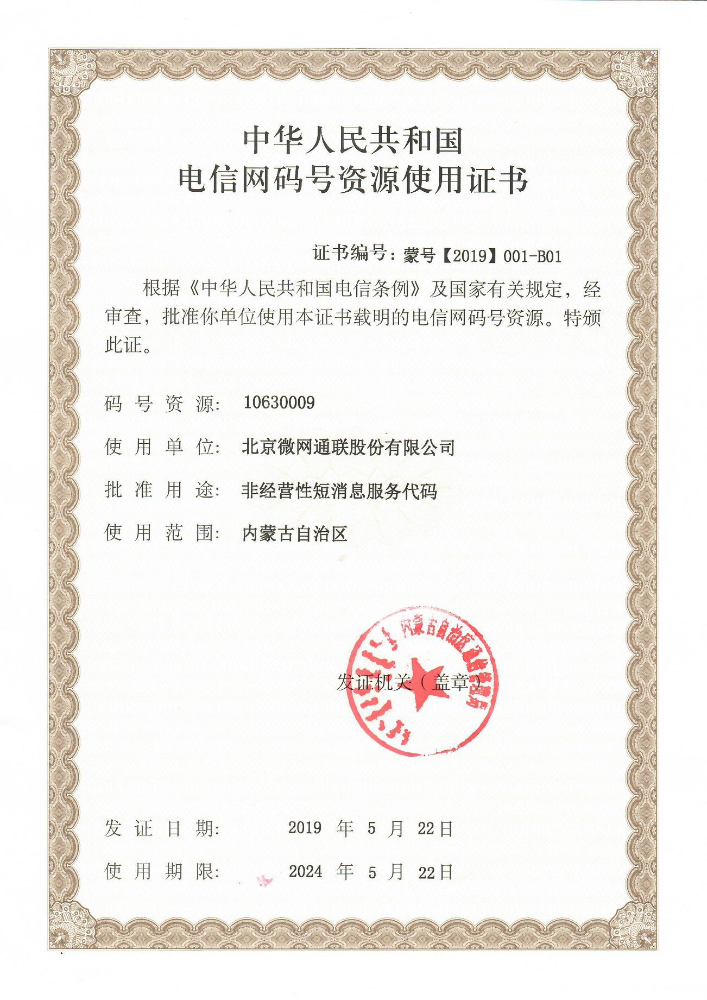 中华人民共和国
电信网码号资源使用证书
证书编号：蒙号【2019】001-B01
根据《中华人民共和国电信条例》及国家有关规定，经
审查，批准你单位使用本证书载明的电信网码号资源。特颁
此证。
码号资源： 10630009
使用单位： 北京微网通联股份有限公司
批准用途： 非经营性短消息服务代码
使用范围： 内蒙古自治区
内蒙古自治区通信管理局
发证机关（盖章）
发证日期： 2019 年 5 月 22日
使用期限： 2024 年 5 月 22日